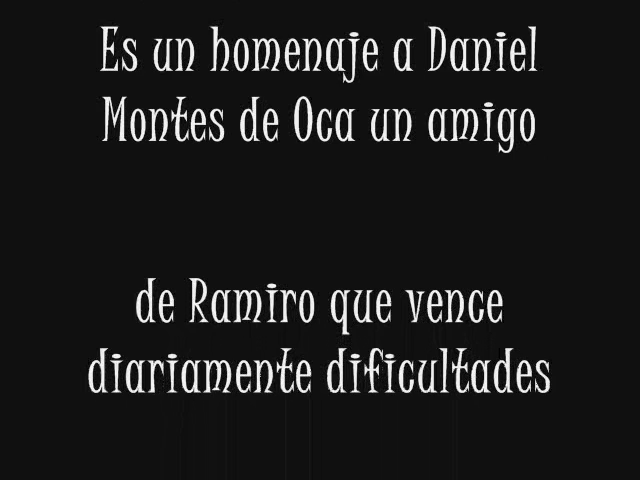 Es un homenaje a Daniel
Montes de Oca un amigo
de Ramiro que vence
diariamente dificultades